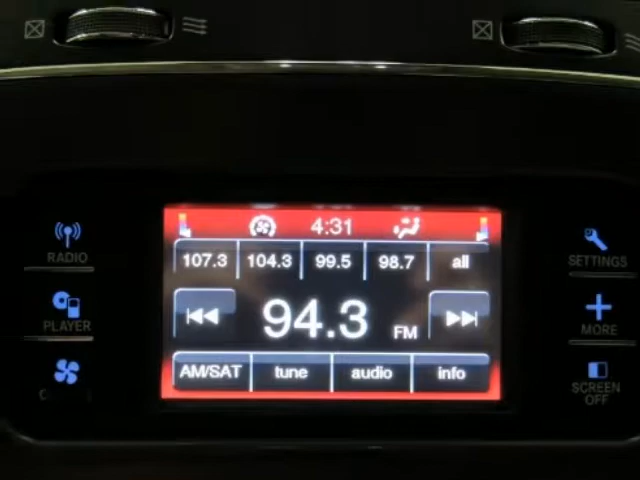 4:31
107.3 104.3 99.5 98.7 all
RADIO
SETTINGS
94.3 FM
PLAYER
MORE
AM/SAT tune audio info
SCREEN
OFF